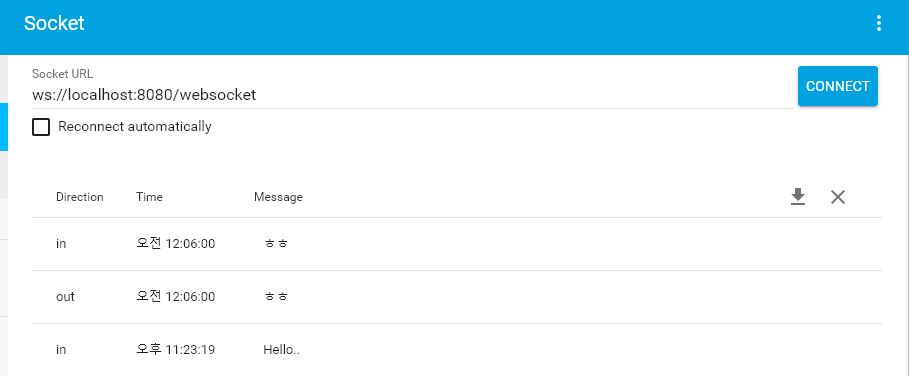 Socket
Socket URL
ws://localhost:8080/websocket
CONNECT
Reconnect automatically
Direction Time Message
in 오전 12:06:00 ㅎㅎ
out 오전 12:06:00 ㅎㅎ
in 오후 11:23:19 Hello..